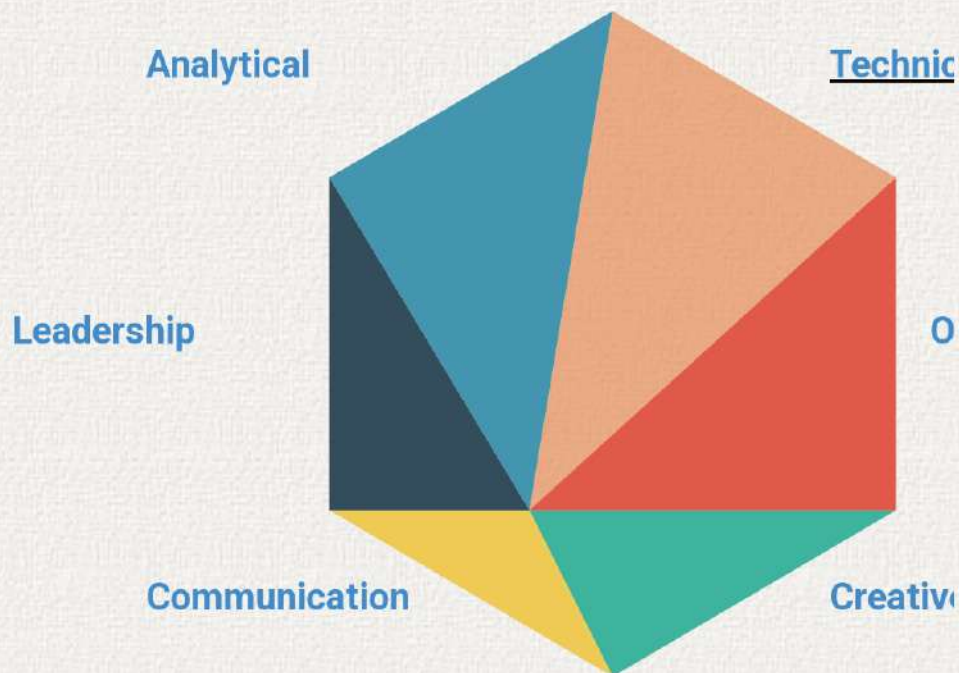 Analytical
Technic
Leadership
O
Communication
Creativ